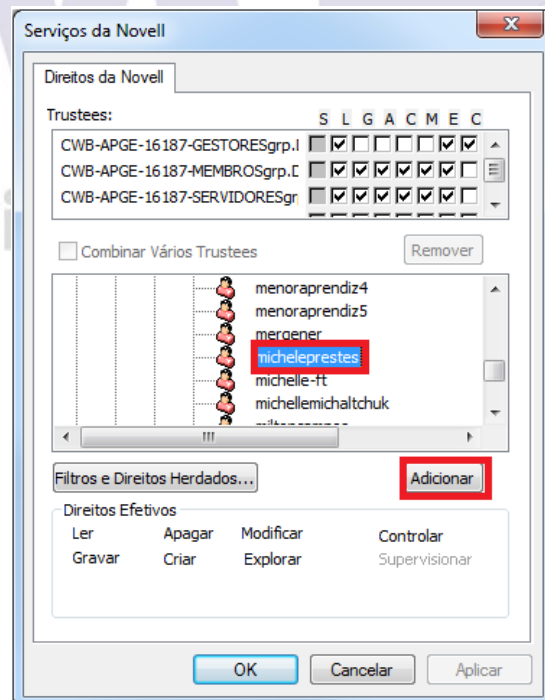 Serviços da Novell
x
Direitos da Novell
Trustees:
S L G A C M E C
CWB-APGE-16187-GESTORESgrp.I
CWB-APGE-16187-MEMBROSgrp.D
CWB-APGE-16187-SERVIDORESgr
Combinar Vários Trustees
Remover
menoraprendiz4
menoraprendiz5
mergener
micheleprestes
michelle-ft
michellemichaltchuk
Filtros e Direitos Herdados...
Adicionar
Direitos Efetivos
Ler Apagar Modificar Controlar
Gravar Criar Explorar Supervisionar
OK Cancelar Aplicar